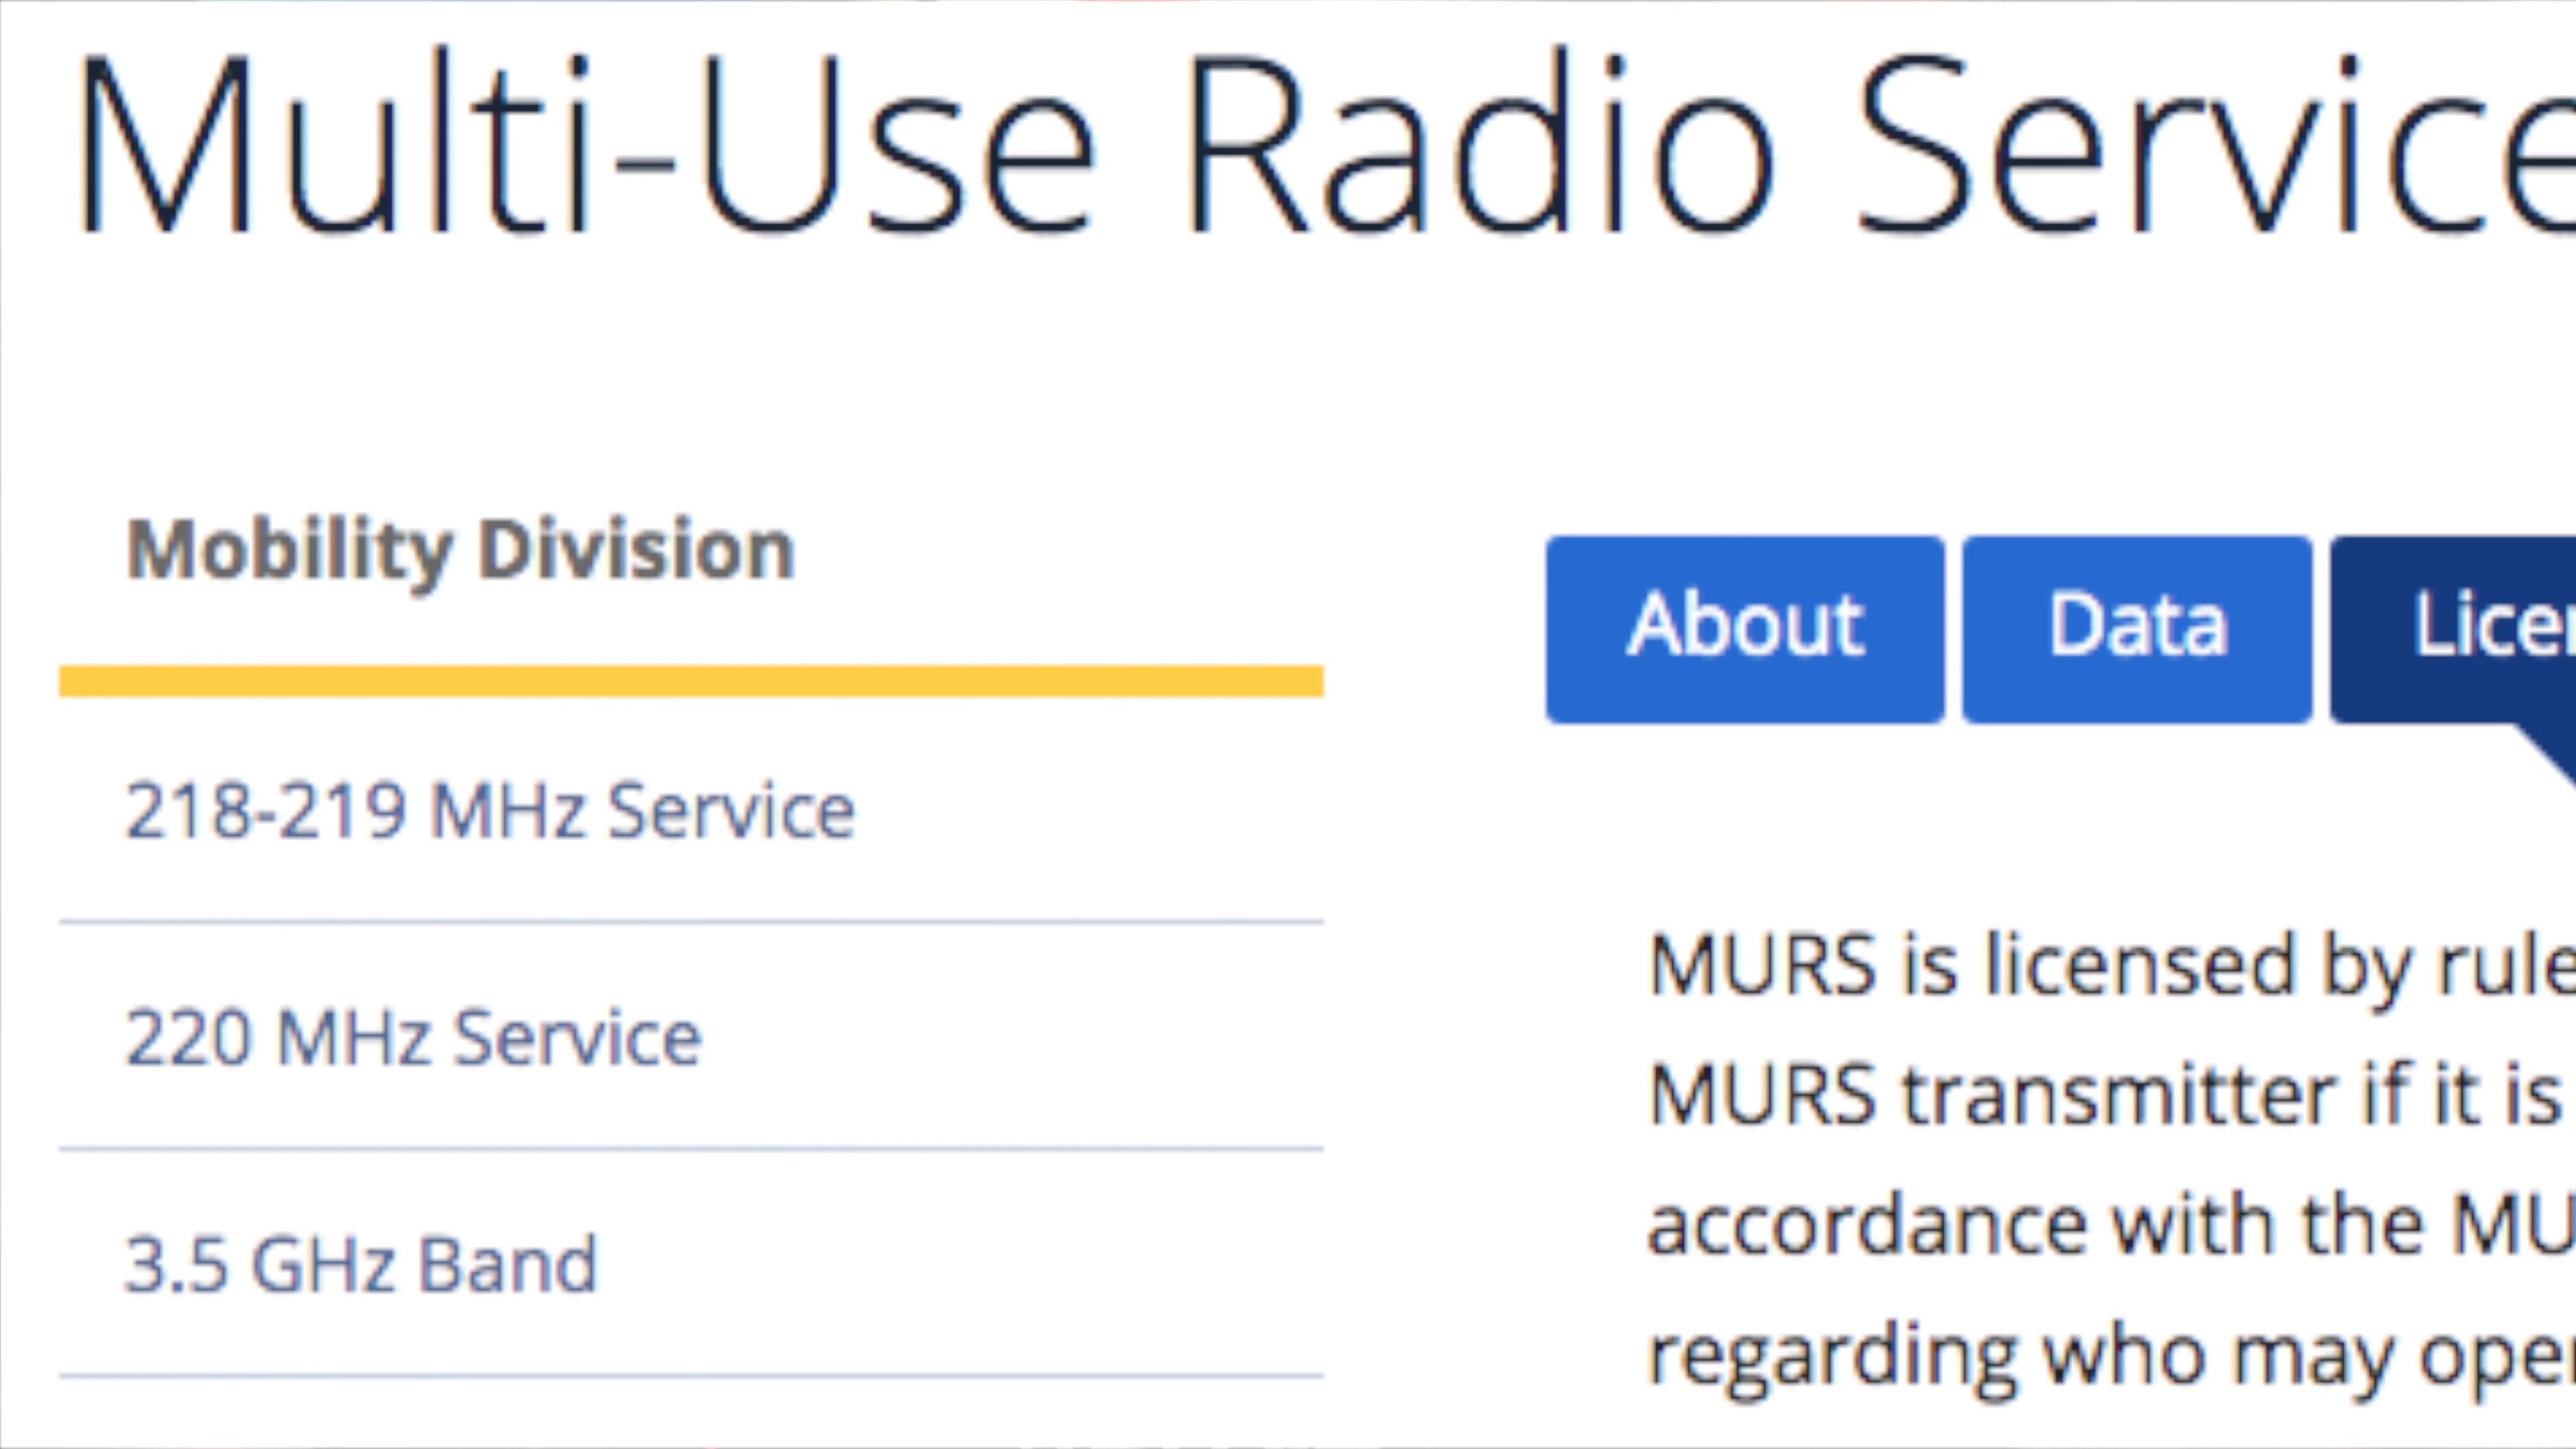 Multi-Use Radio Service
Mobility Division
218-219 MHz Service
220 MHz Service
3.5 GHz Band
About
Data
MURS is licensed by rule
MURS transmitter if it is
accordance with the
regarding who may